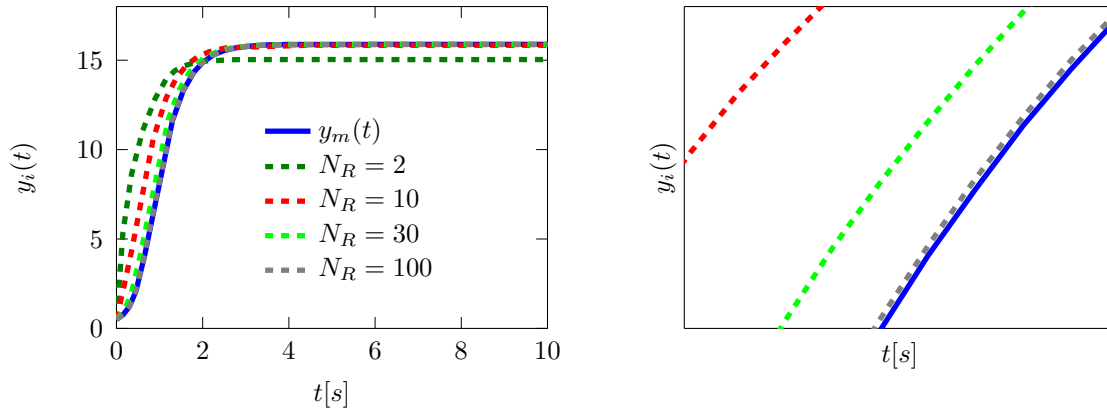 15
10
5
0
0 2 4 6 8 10
y_i(t)
t[s]
y_m(t)
N_R = 2
N_R = 10
N_R = 30
N_R = 100
y_i(t)
t[s]